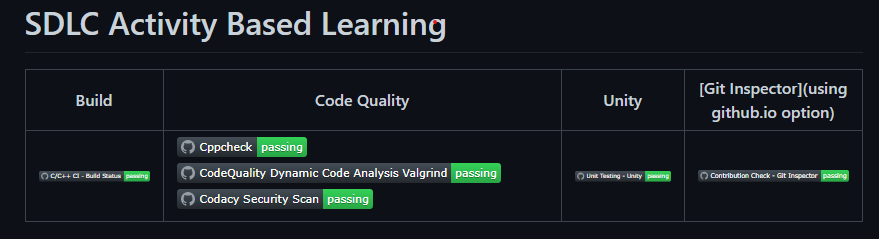 SDLC Activity Based Learning
Build
Code Quality
Unity
[Git Inspector](using
github.io option)
C/C++ CI - Build Status passing
Cppcheck passing
CodeQuality Dynamic Code Analysis Valgrind passing
Codacy Security Scan passing
Unit Testing - Unity passing
Contribution Check - Git Inspector passing